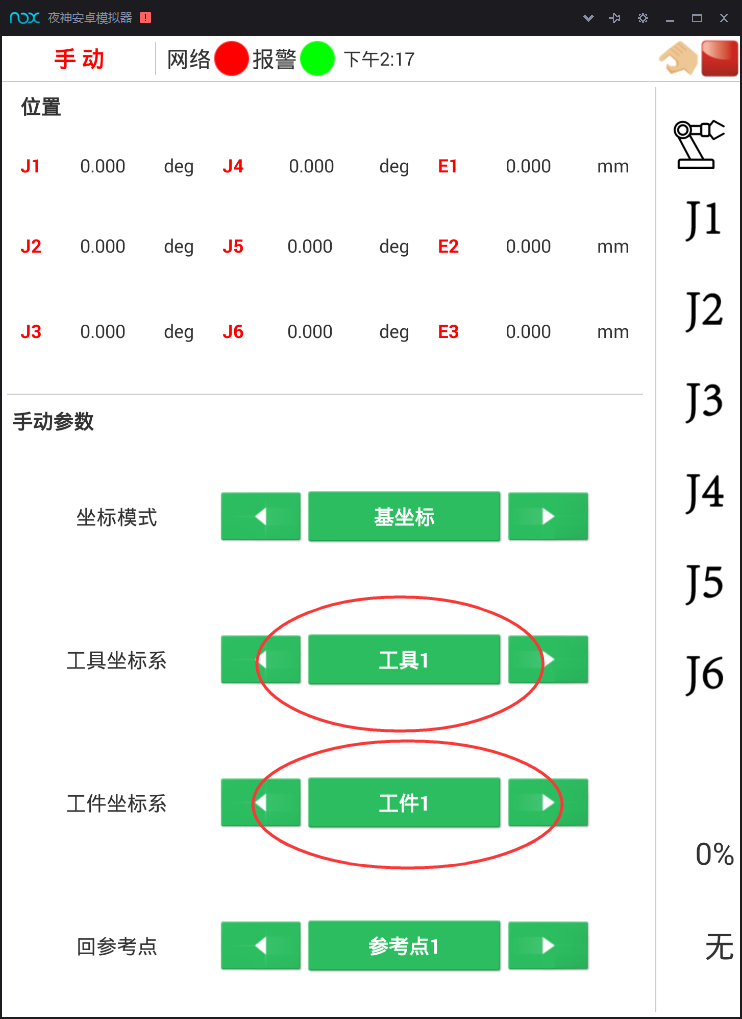 nox 夜神安卓模拟器
手动 网络 报警 下午2:17
位置
J1 0.000 deg J4 0.000 deg E1 0.000 mm
J2 0.000 deg J5 0.000 deg E2 0.000 mm
J3 0.000 deg J6 0.000 deg E3 0.000 mm
手动参数
坐标模式 基坐标
工具坐标系 工具1
工件坐标系 工件1
回参考点 参考点1
J1
J2
J3
J4
J5
J6
0%
无